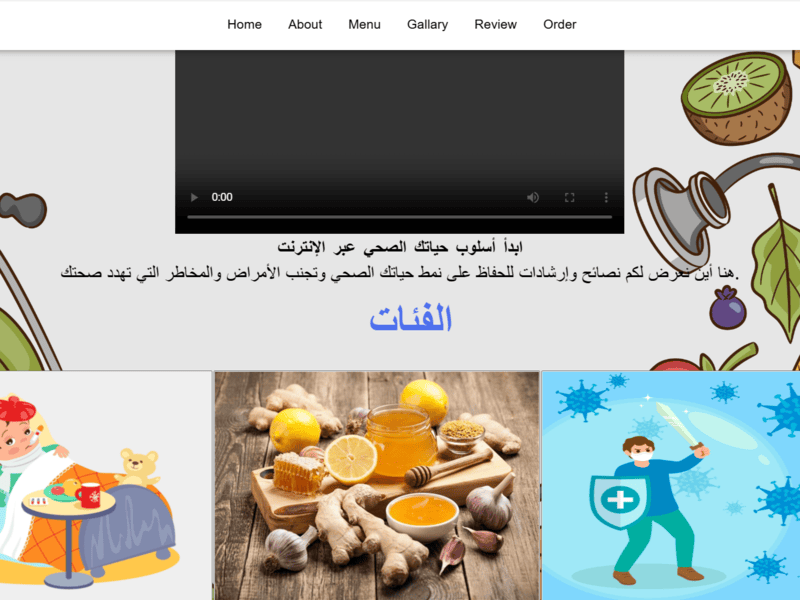 Home About Menu Gallary Review Order
0:00
ابدأ أسلوب حياتك الصحي عبر الإنترنت
هنا أين نعرض لكم نصائح وإرشادات للحفاظ على نمط حياتك الصحي وتجنب الأمراض والمخاطر التي تهدد صحتك.
الفئات